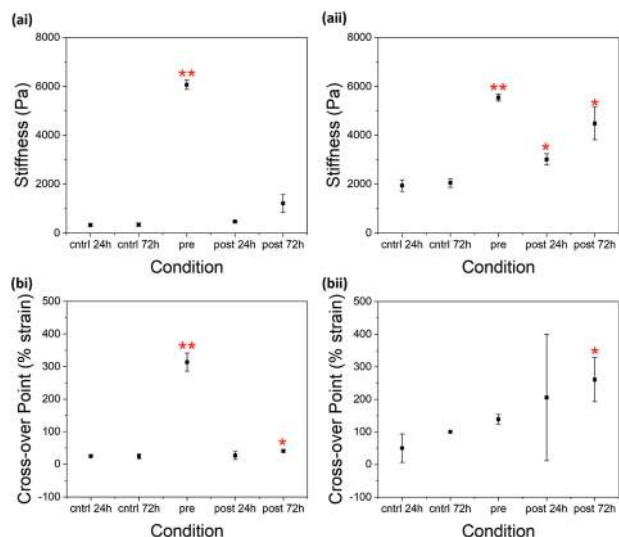 (ai)
8000
6000
4000
2000
0
Stiffness (Pa)
**
cntrl 24h cntrl 72h pre post 24h post 72h
Condition
(aii)
8000
6000
4000
2000
0
Stiffness (Pa)
**
*
*
cntrl 24h cntrl 72h pre post 24h post 72h
Condition
(bi)
500
400
300
200
100
0
-100
Cross-over Point (% strain)
**
*
cntrl 24h cntrl 72h pre post 24h post 72h
Condition
(bii)
500
400
300
200
100
0
-100
Cross-over Point (% strain)
*
cntrl 24h cntrl 72h pre post 24h post 72h
Condition